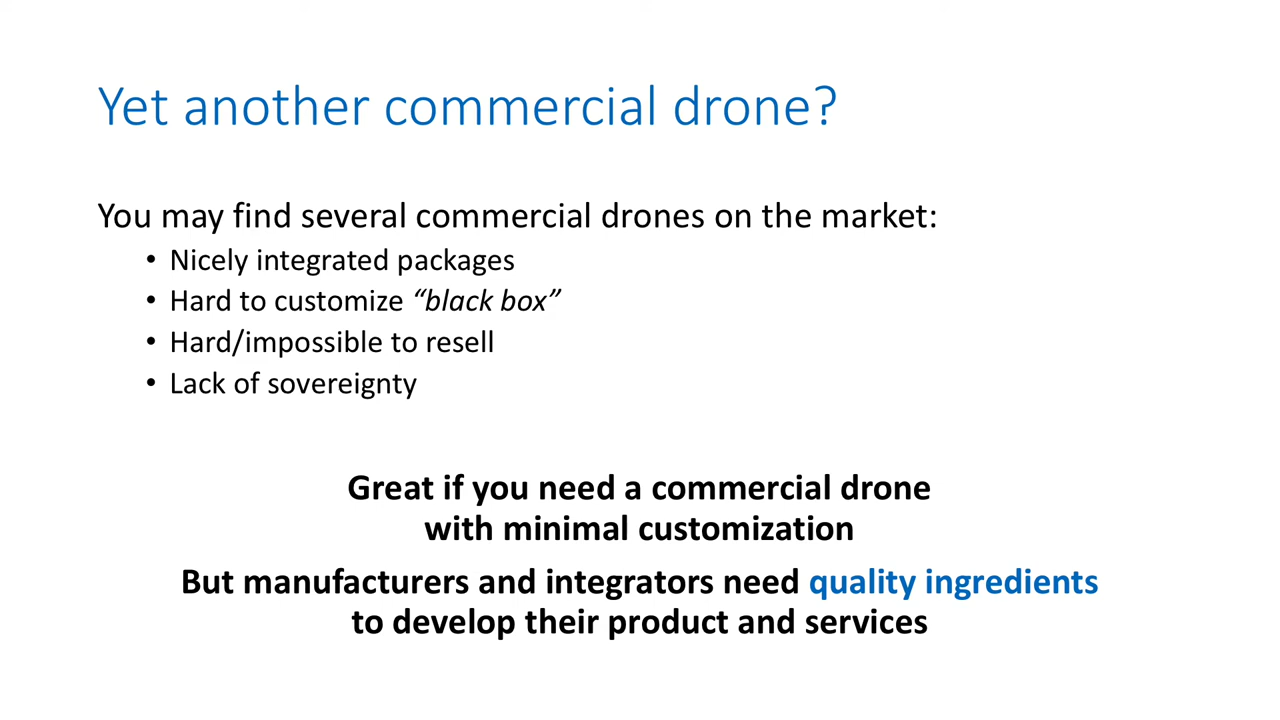 Yet another commercial drone?
You may find several commercial drones on the market:
• Nicely integrated packages
• Hard to customize “black box”
• Hard/impossible to resell
• Lack of sovereignty
Great if you need a commercial drone
with minimal customization
But manufacturers and integrators need quality ingredients
to develop their product and services